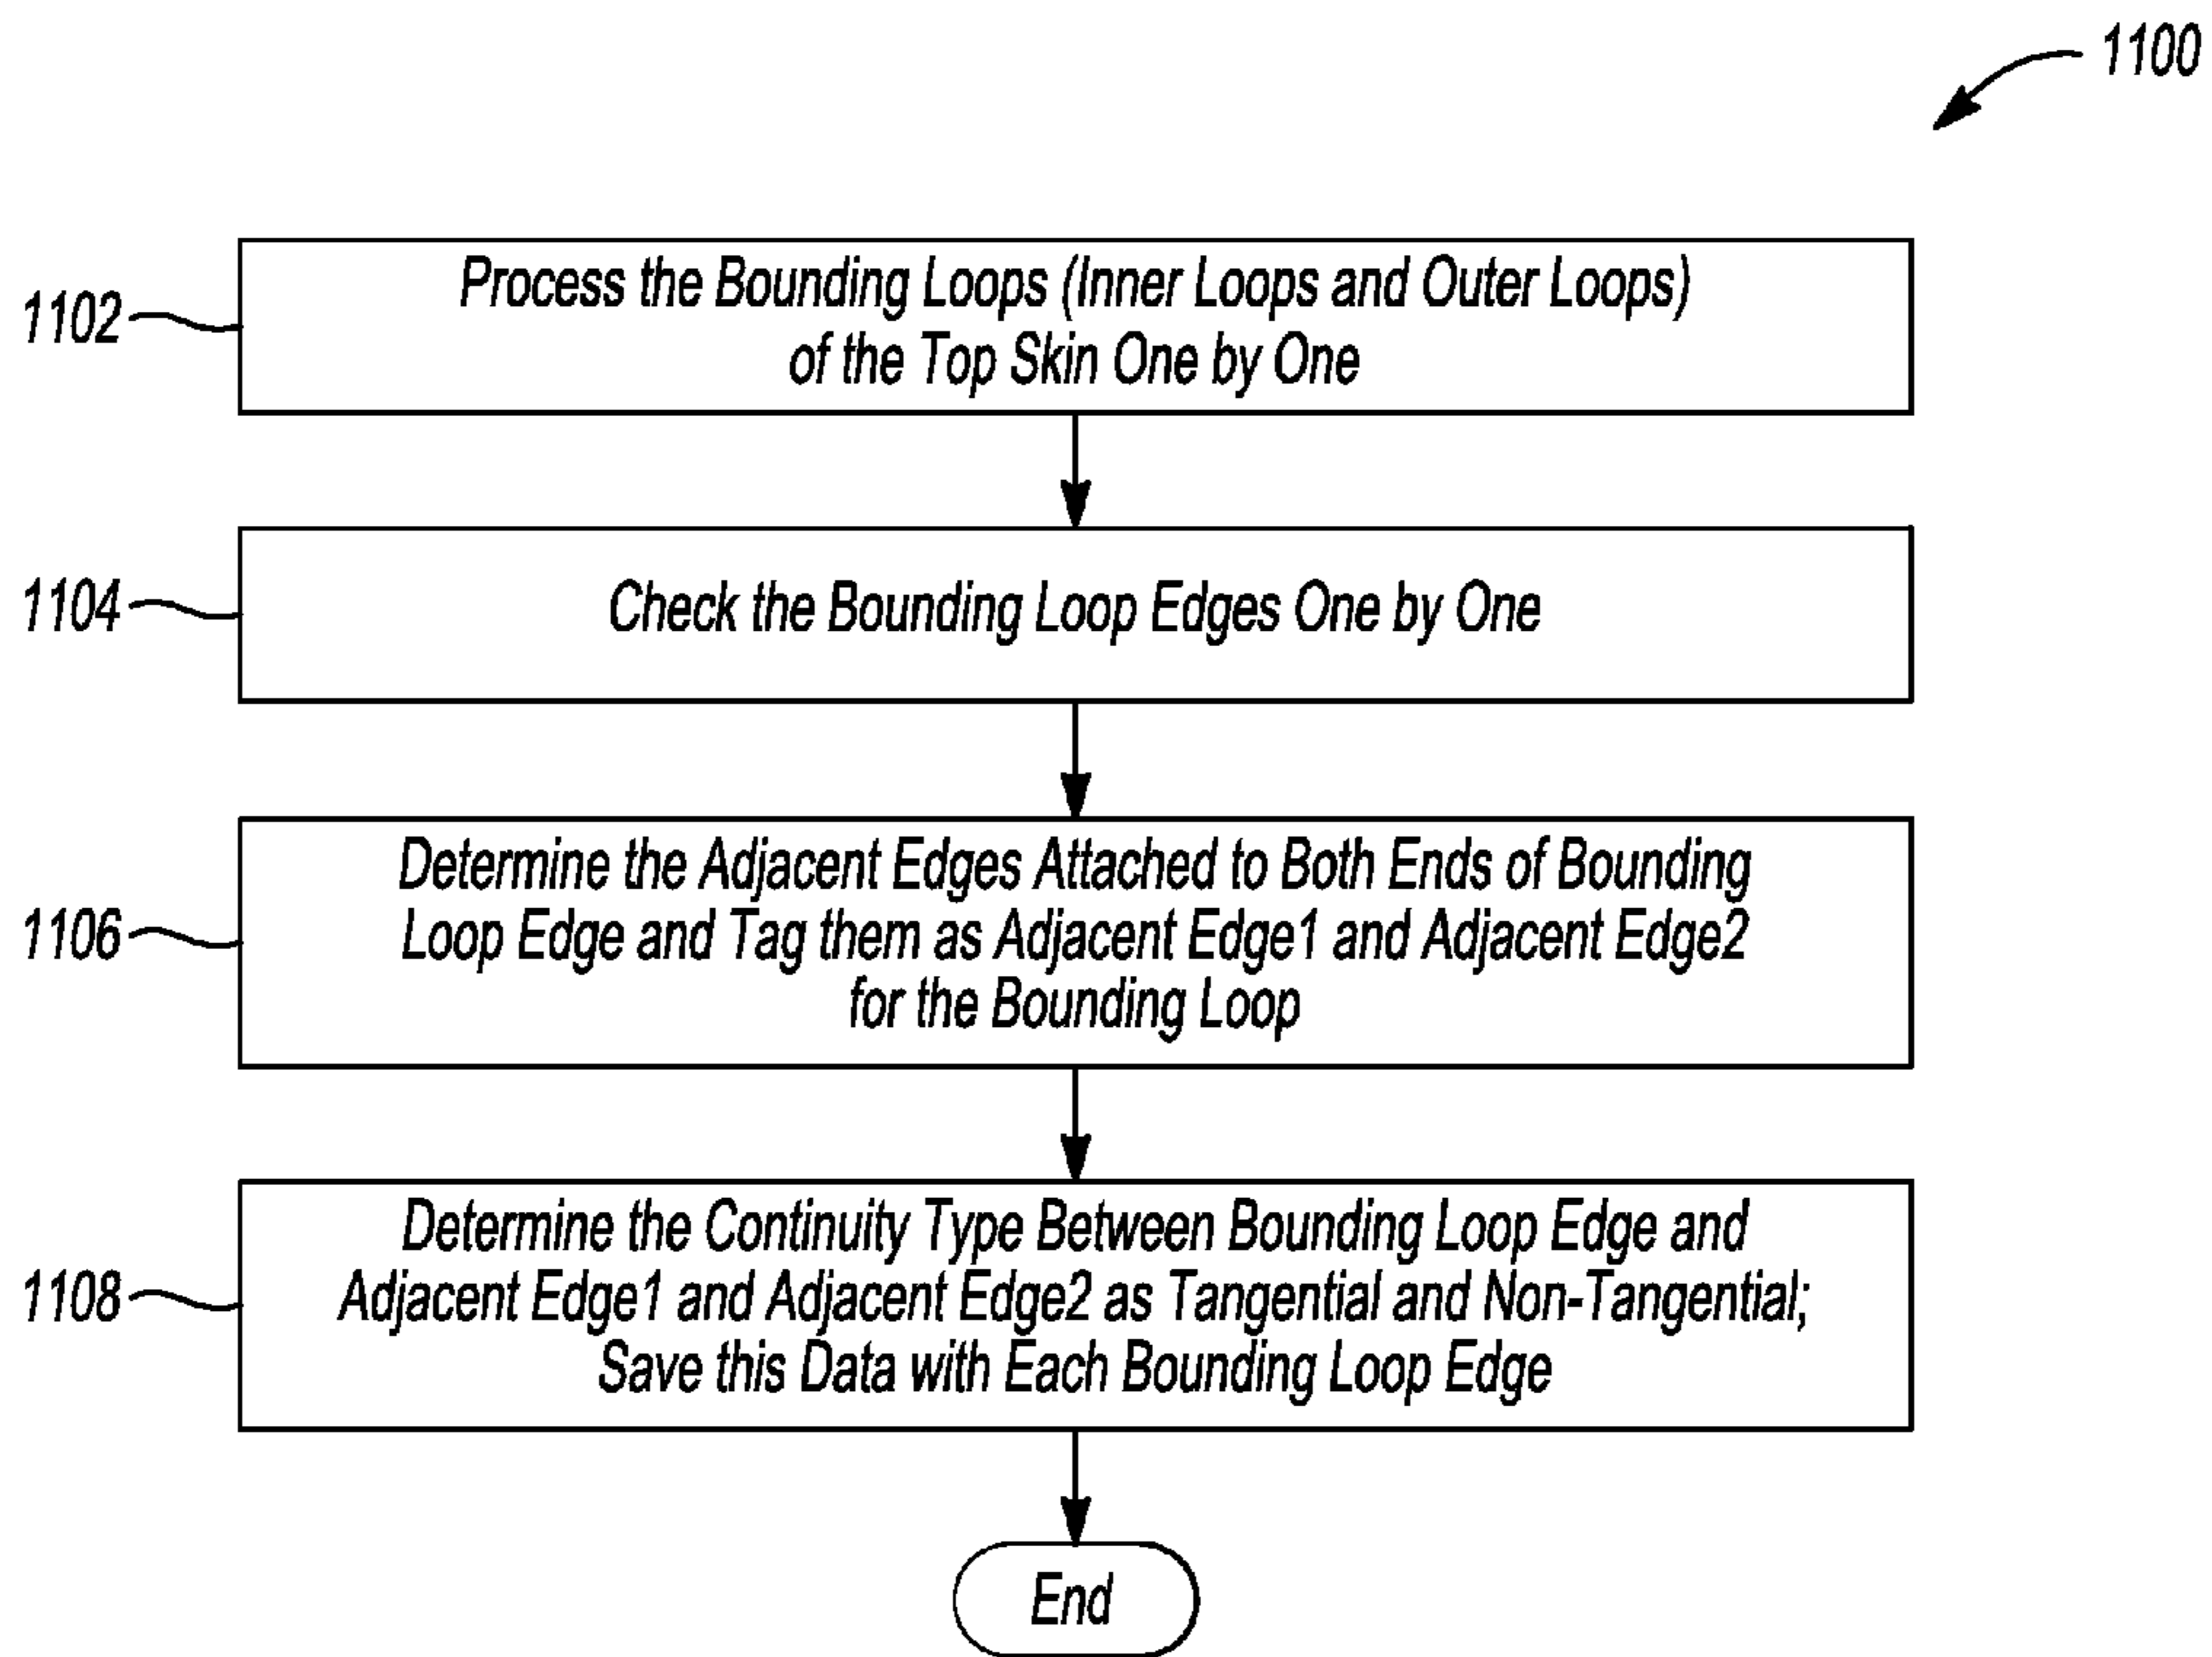 1100
1102
Process the Bounding Loops (Inner Loops and Outer Loops)
of the Top Skin One by One
1104
Check the Bounding Loop Edges One by One
1106
Determine the Adjacent Edges Attached to Both Ends of Bounding
Loop Edge and Tag them as Adjacent Edge1 and Adjacent Edge2
for the Bounding Loop
1108
Determine the Continuity Type Between Bounding Loop Edge and
Adjacent Edge1 and Adjacent Edge2 as Tangential and Non-Tangential;
Save this Data with Each Bounding Loop Edge
End